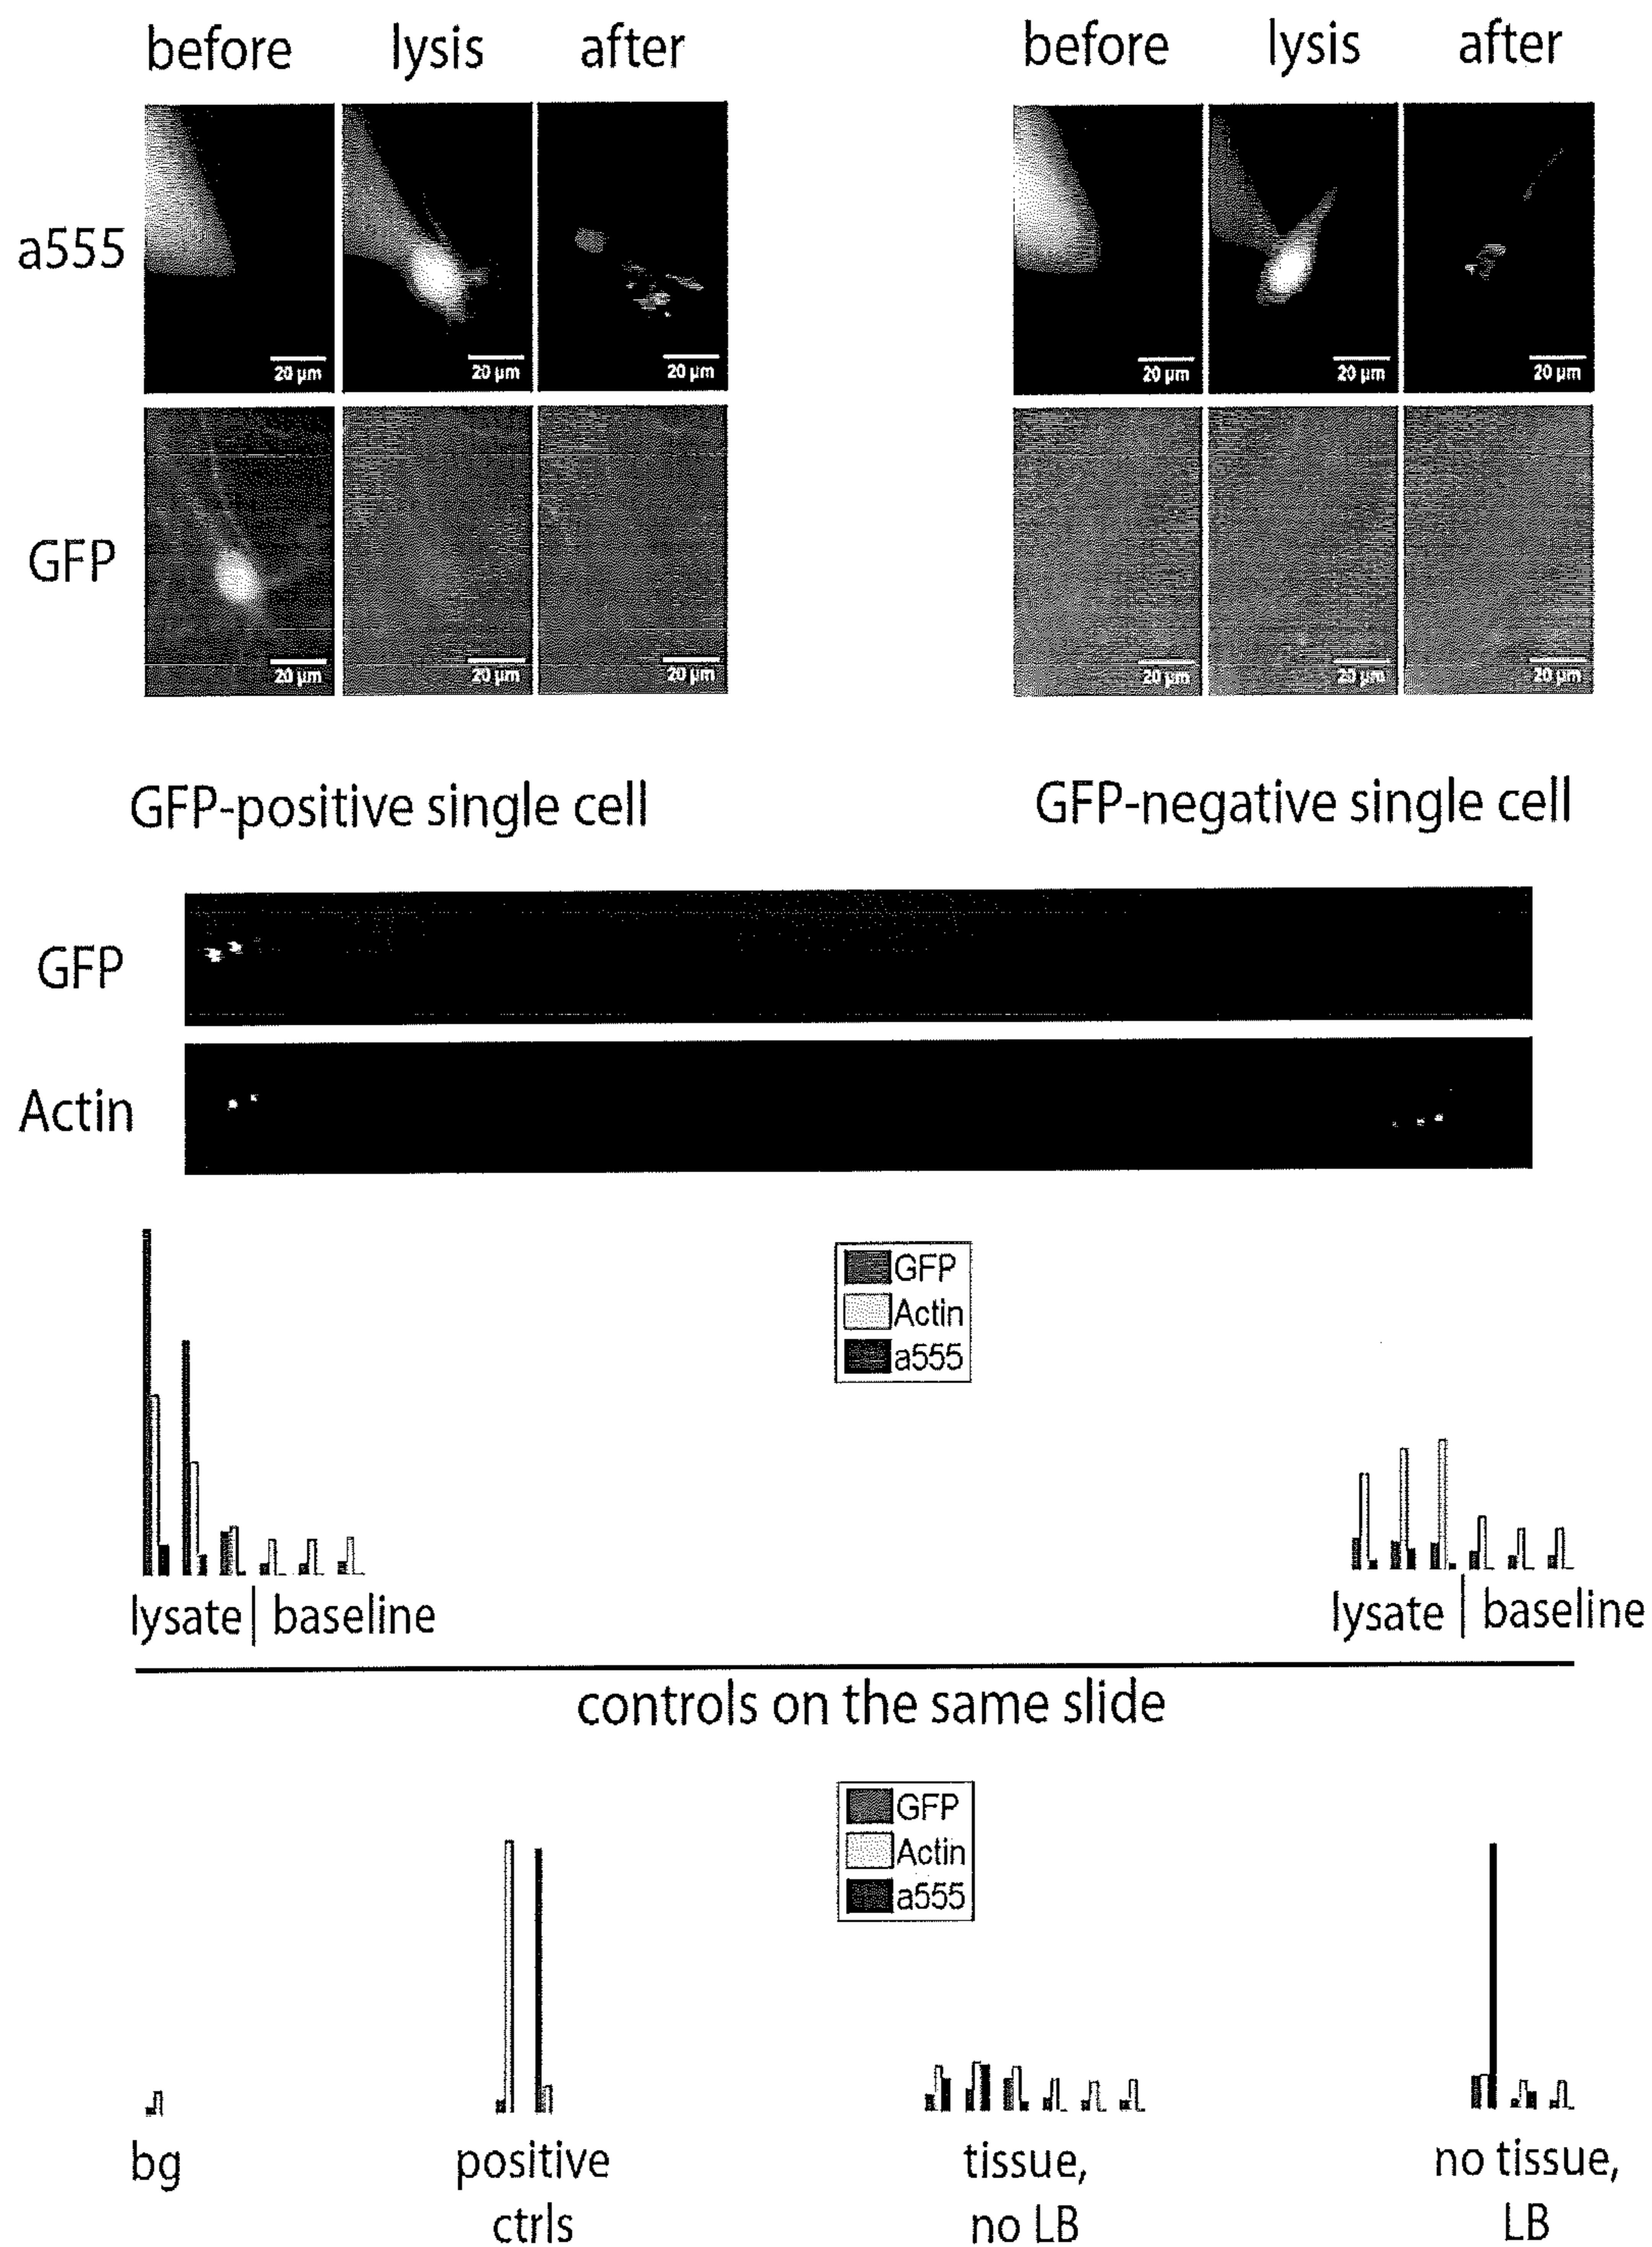 before lysis after before lysis after
a555
20 µm 20 µm 20 µm 20 µm 20 µm 20 µm
GFP
20 µm 20 µm 20 µm 20 µm 20 µm 20 µm
GFP-positive single cell GFP-negative single cell
GFP
Actin
GFP
Actin
a555
lysate | baseline lysate | baseline
controls on the same slide
GFP
Actin
a555
bg positive tissue, no tissue,
ctrls no LB LB